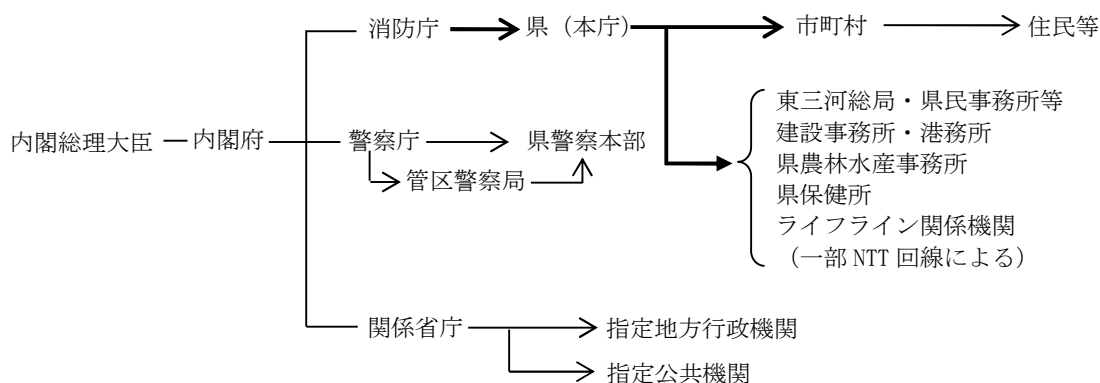 消防庁 県（本庁） 市町村 住民等
東三河総局・県民事務所等
内閣総理大臣 内閣府 警察庁 県警察本部 建設事務所・港務所
県農林水産事務所
管区警察局
県保健所
ライフライン関係機関
（一部 NTT 回線による）
関係省庁 指定地方行政機関
指定公共機関